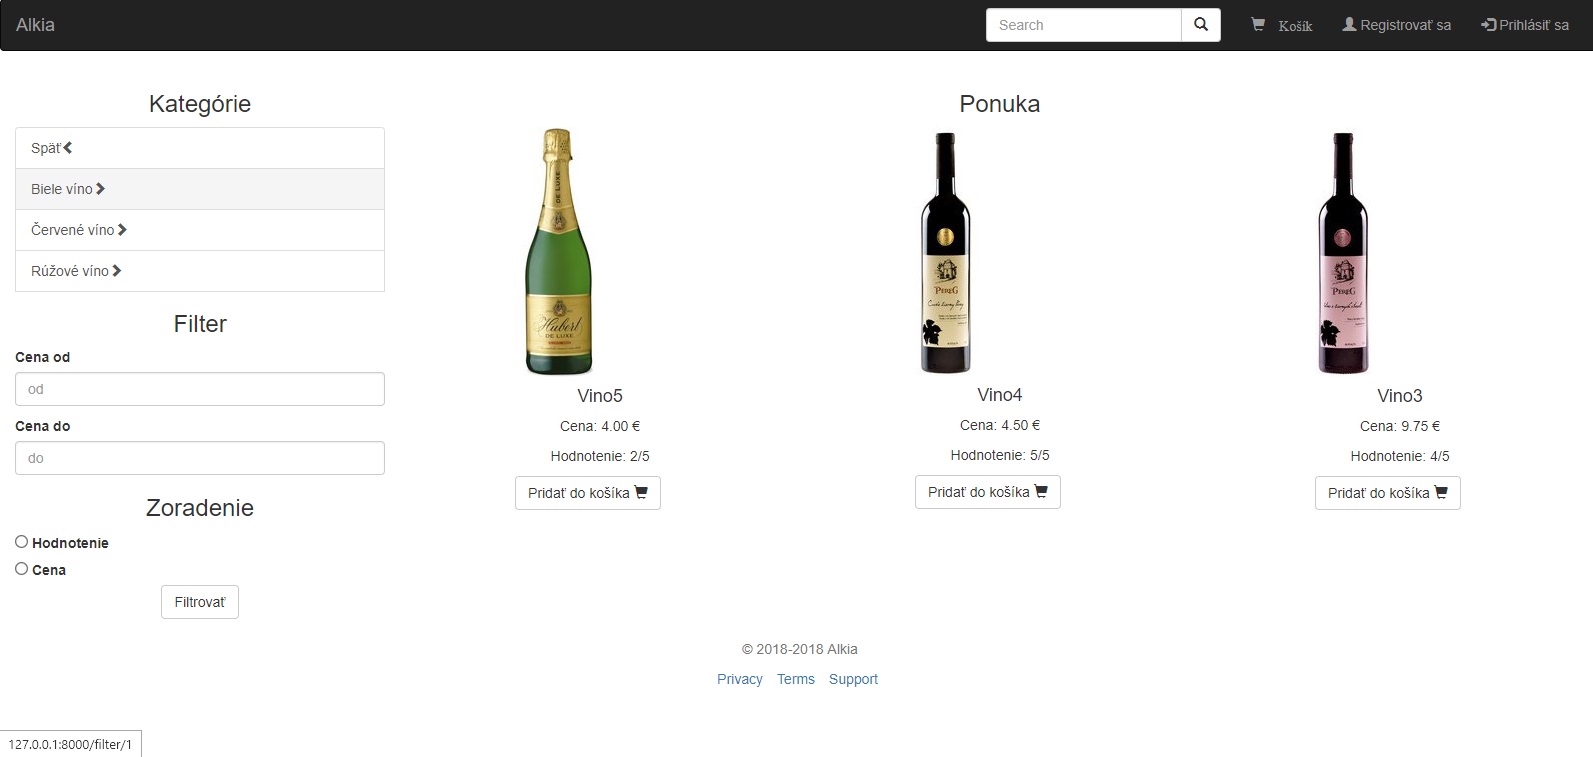 Alkia
Search
Košík
Registrovať sa
Prihlásiť sa
Kategórie
Späť
Biele víno
Červené víno
Rúžové víno
Filter
Cena od
od
Cena do
do
Zoradenie
Hodnotenie
Cena
Filtrovať
Ponuka
DE LUXE
Hubert
DE LUXE
Vino5
Cena: 4.00 €
Hodnotenie: 2/5
Pridať do košíka
PEREG
Vino4
Cena: 4.50 €
Hodnotenie: 5/5
Pridať do košíka
PEREG
Vino3
Cena: 9.75 €
Hodnotenie: 4/5
Pridať do košíka
© 2018-2018 Alkia
Privacy Terms Support
127.0.0.1:8000/filter/1